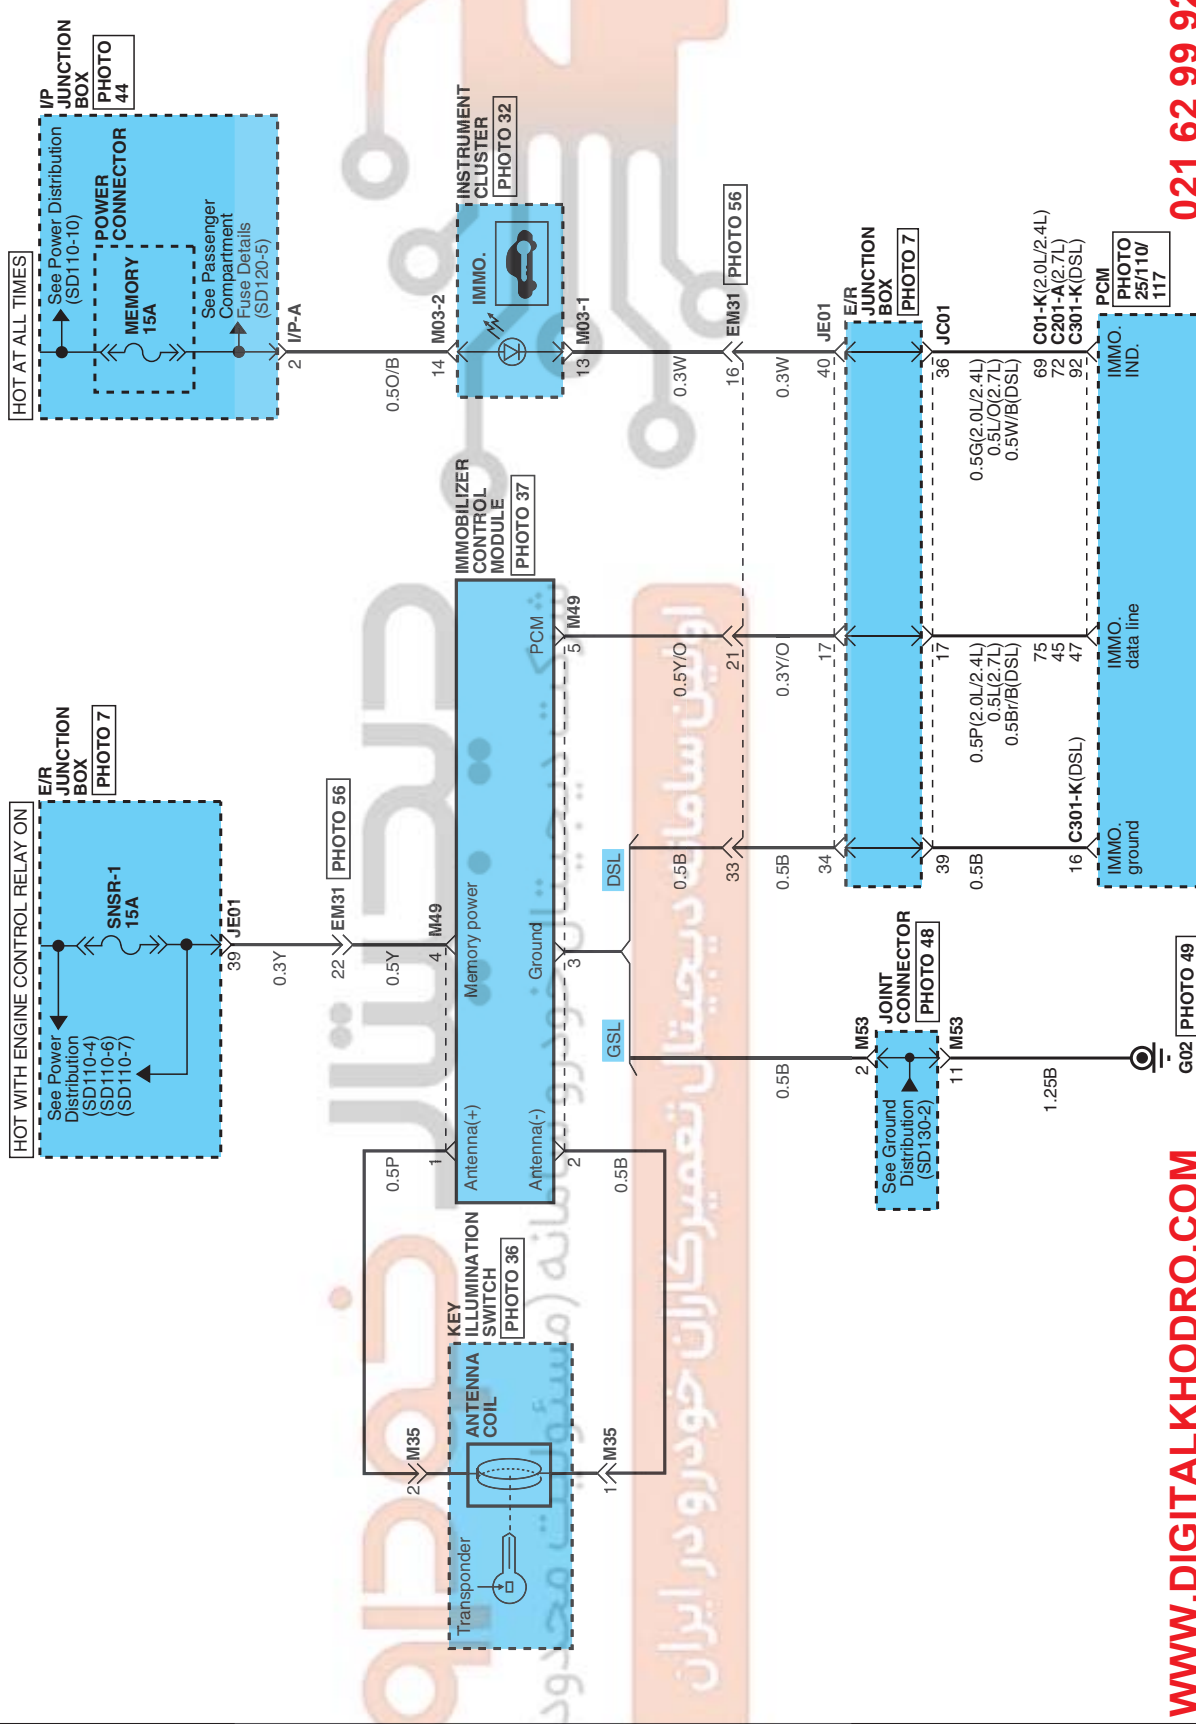 HOT WITH ENGINE CONTROL RELAY ON
E/R
JUNCTION
BOX
PHOTO 7
See Power
Distribution
(SD110-4)
(SD110-6)
(SD110-7)
SNSR-1
15A
39
JE01
0.3Y
22
EM31
PHOTO 56
0.5Y
4
M49
HOT AT ALL TIMES
I/P
JUNCTION
BOX
PHOTO
44
See Power Distribution
(SD110-10)
POWER
CONNECTOR
MEMORY
15A
See Passenger
Compartment
Fuse Details
(SD120-5)
2
I/P-A
0.5O/B
14
M03-2
INSTRUMENT
CLUSTER
PHOTO 32
IMMO.
13
M03-1
0.3W
16
EM31
PHOTO 56
0.3W
40
JE01
KEY
ILLUMINATION
SWITCH
PHOTO 36
ANTENNA
COIL
Transponder
2
M35
1
M35
0.5P
1
0.5B
2
IMMOBILIZER
CONTROL
MODULE
PHOTO 37
Antenna(+)
Memory power
Antenna(-)
Ground
PCM
3
5
M49
GSL
DSL
0.5B
33
0.5B
34
0.5Y/O
21
0.3Y/O
17
E/R
JUNCTION
BOX
PHOTO 7
0.5B
2
M53
JOINT
CONNECTOR
PHOTO 48
See Ground
Distribution
(SD130-2)
11
M53
1.25B
G02
PHOTO 49
39
17
36
JC01
0.5B
0.5P(2.0L/2.4L)
0.5L(2.7L)
0.5Br/B(DSL)
0.5G(2.0L/2.4L)
0.5L/O(2.7L)
0.5W/B(DSL)
16
C301-K(DSL)
75
45
47
69
C01-K(2.0L/2.4L)
72
C201-A(2.7L)
92
C301-K(DSL)
PCM
PHOTO
25/110/
117
IMMO.
ground
IMMO.
data line
IMMO.
IND.
اولین سامانه دیجیتال تعمیرکاران خودرو در ایران
WWW.DIGITALKHODRO.COM
021 62 99 92